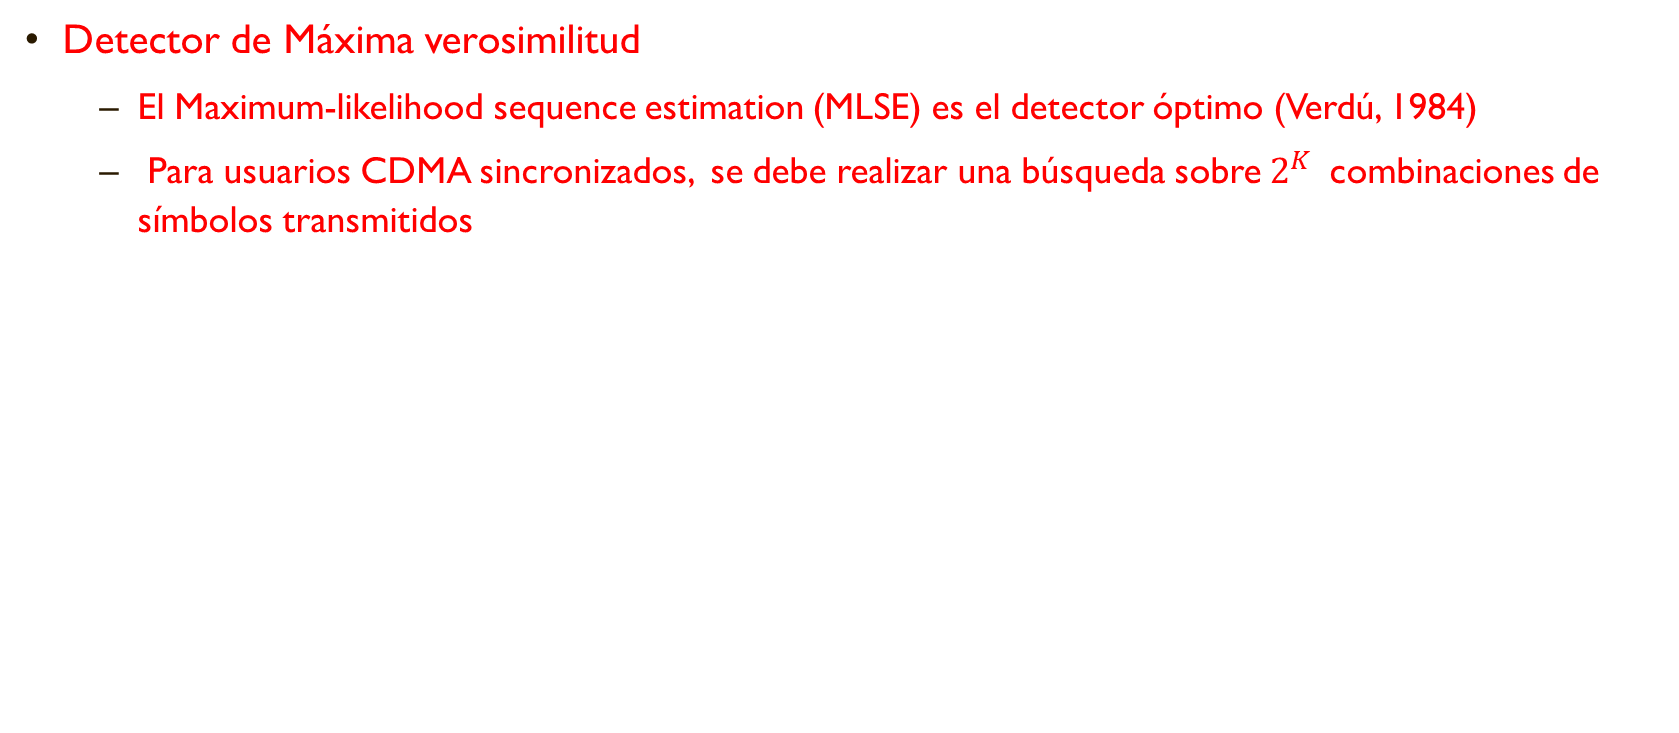 • Detector de Máxima verosimilitud
– El Maximum-likelihood sequence estimation (MLSE) es el detector óptimo (Verdú, 1984)
– Para usuarios CDMA sincronizados, se debe realizar una búsqueda sobre $2^K$ combinaciones de
símbolos transmitidos